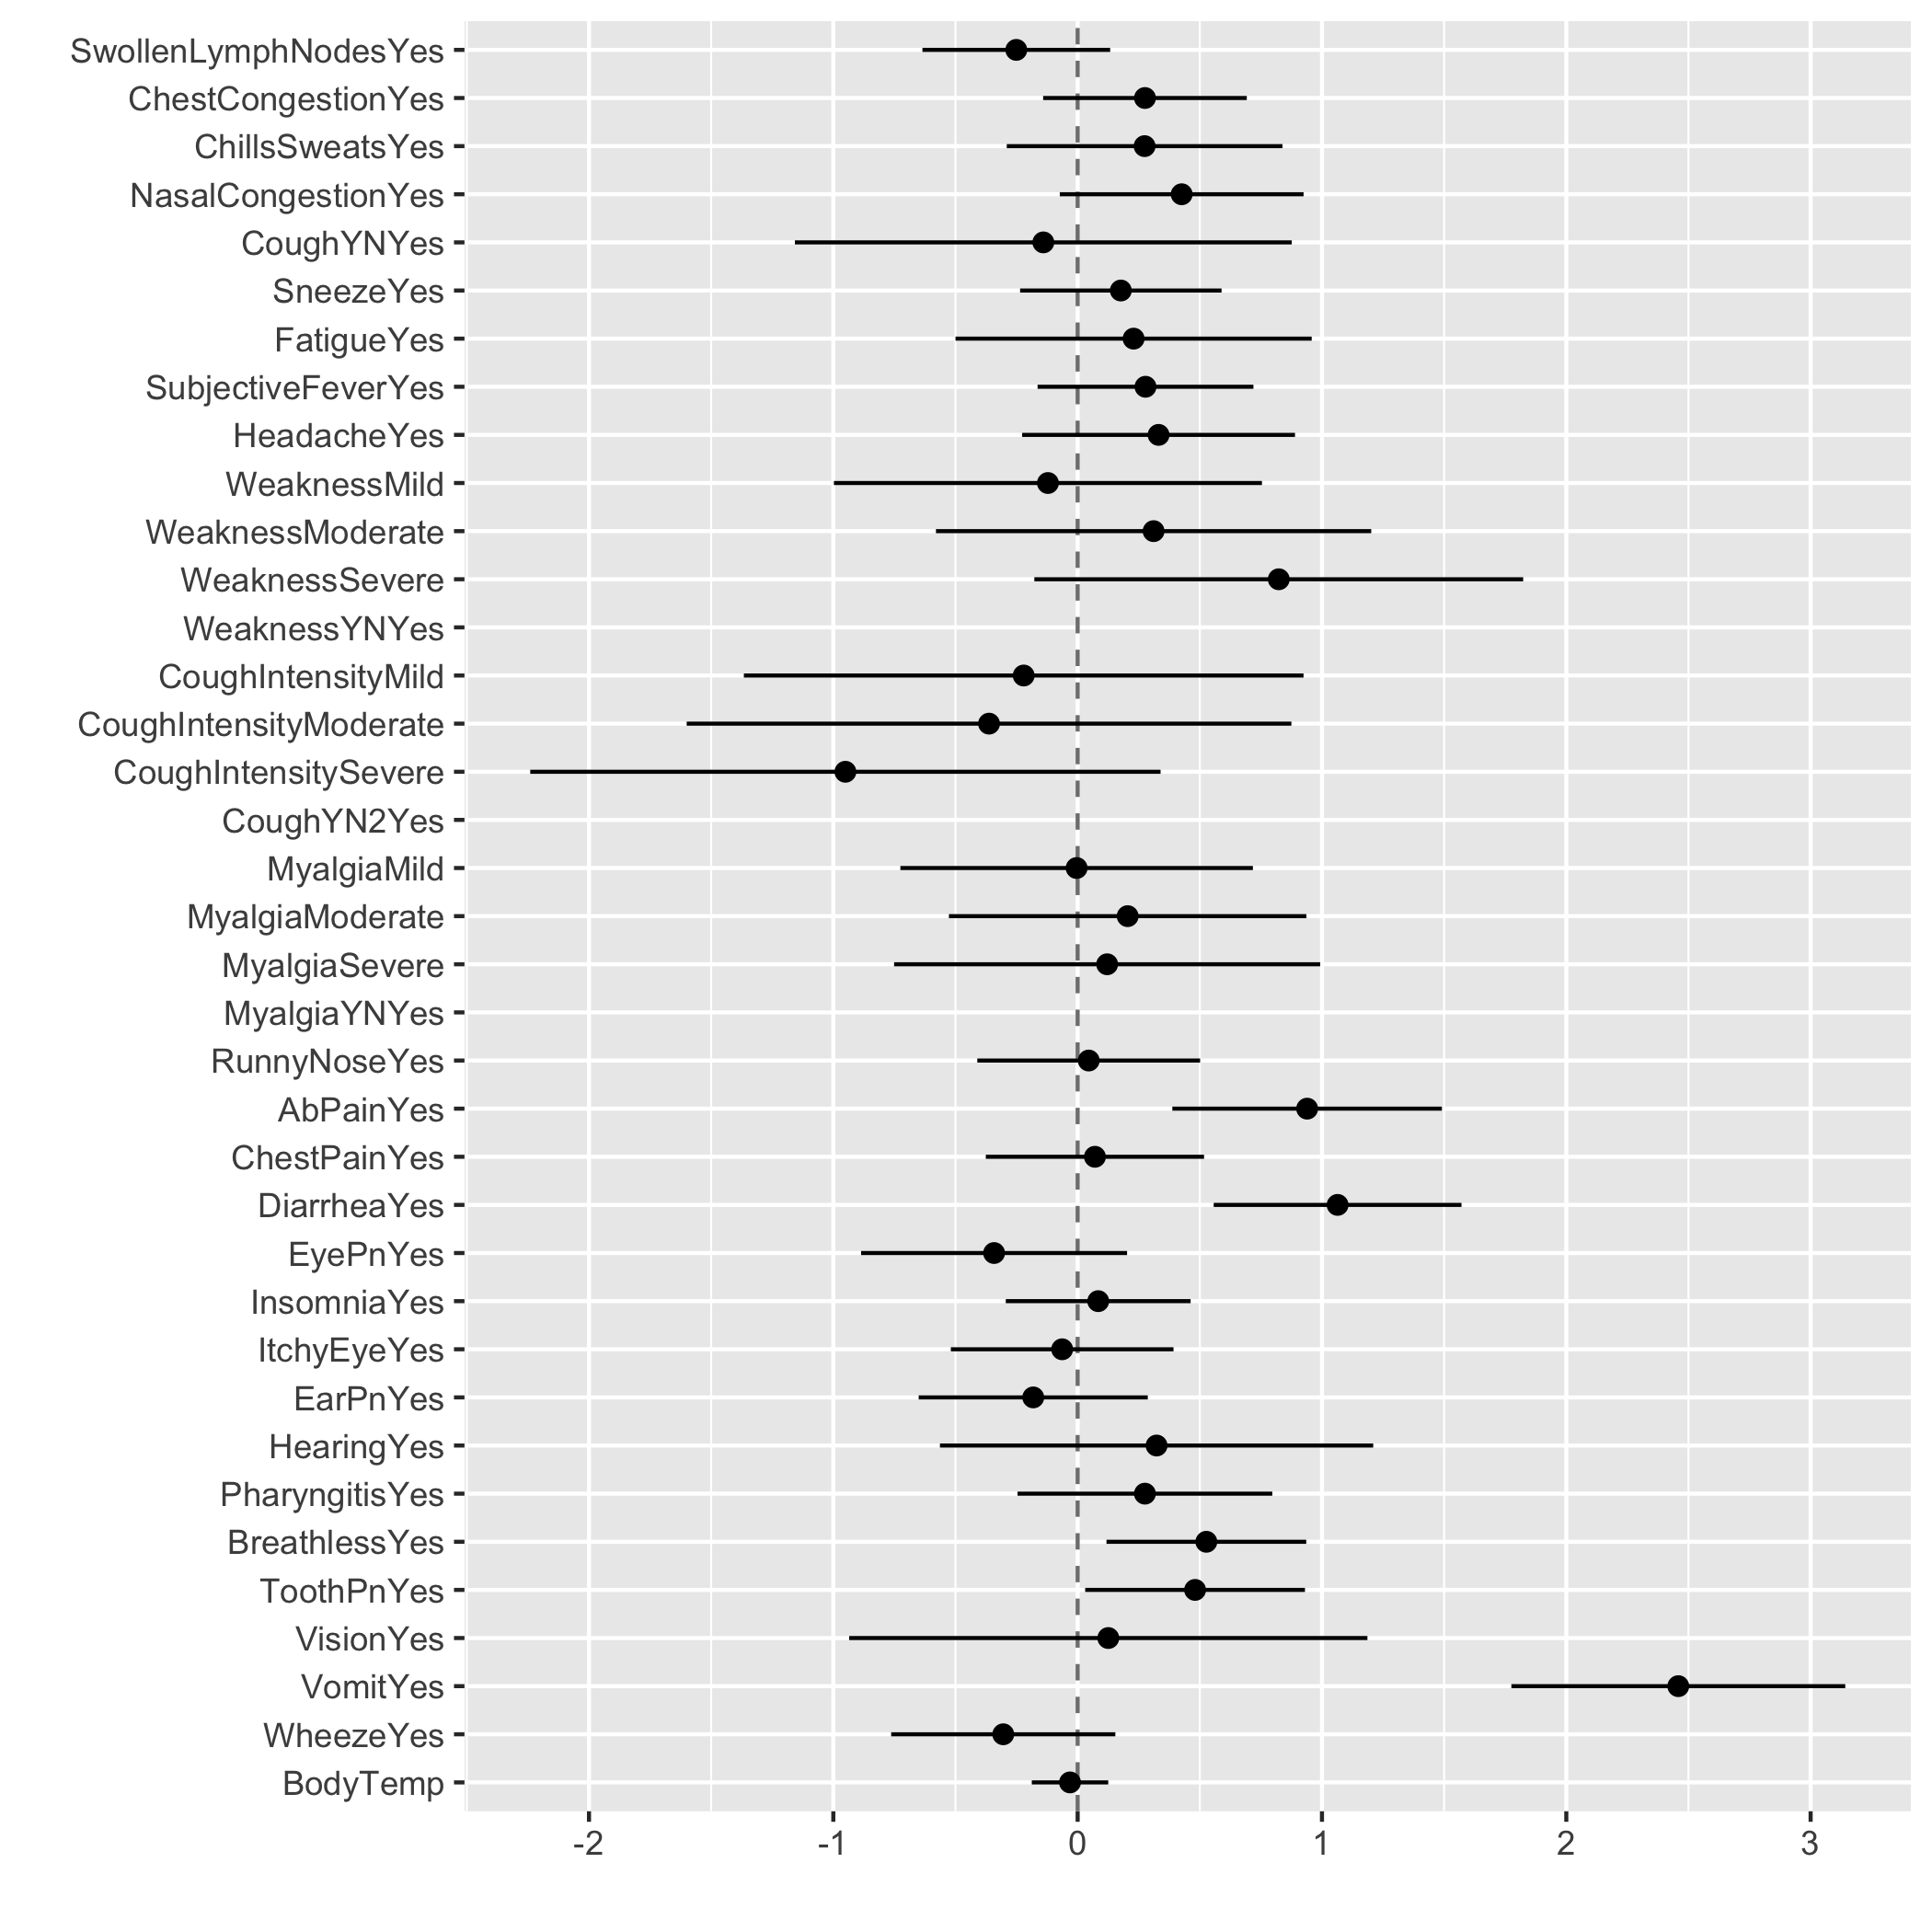 SwollenLymphNodesYes
ChestCongestionYes
ChillsSweatsYes
NasalCongestionYes
CoughYNYes
SneezeYes
FatigueYes
SubjectiveFeverYes
HeadacheYes
WeaknessMild
WeaknessModerate
WeaknessSevere
WeaknessYNYes
CoughIntensityMild
CoughIntensityModerate
CoughIntensitySevere
CoughYN2Yes
MyalgiaMild
MyalgiaModerate
MyalgiaSevere
MyalgiaYNYes
RunnyNoseYes
AbPainYes
ChestPainYes
DiarrheaYes
EyePnYes
InsomniaYes
ItchyEyeYes
EarPnYes
HearingYes
PharyngitisYes
BreathlessYes
ToothPnYes
VisionYes
VomitYes
WheezeYes
BodyTemp
-2 -1 0 1 2 3